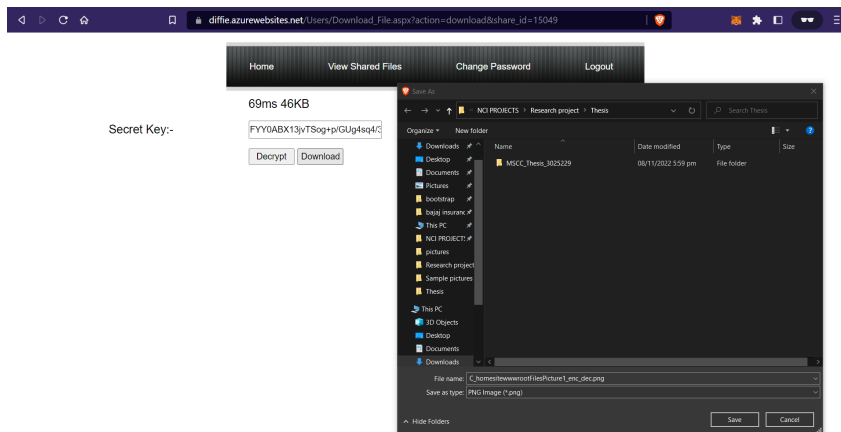 diffie.azurewebsites.net/Users/Download_File.aspx?action=download&share_id=15049
Home View Shared Files Change Password Logout
69ms 46KB
Secret Key:-
FYY0ABX13jvTSog+p/GUg4sq4/3
Decrypt Download
Save As
NCI PROJECTS > Research project > Thesis
Search Thesis
Organize New folder
Downloads
Desktop
Documents
Pictures
bootstrap
bajaj insuranc
This PC
NCI PROJECT:
pictures
Research project
Sample pictures
Thesis
This PC
3D Objects
Desktop
Documents
Downloads
Name Date modified Type Size
MSCC_Thesis_3025229 08/11/2022 5:59 pm File folder
File name: C_homesitewwwrootFilesPicture1_enc_dec.png
Save as type: PNG Image (*.png)
Hide Folders
Save Cancel